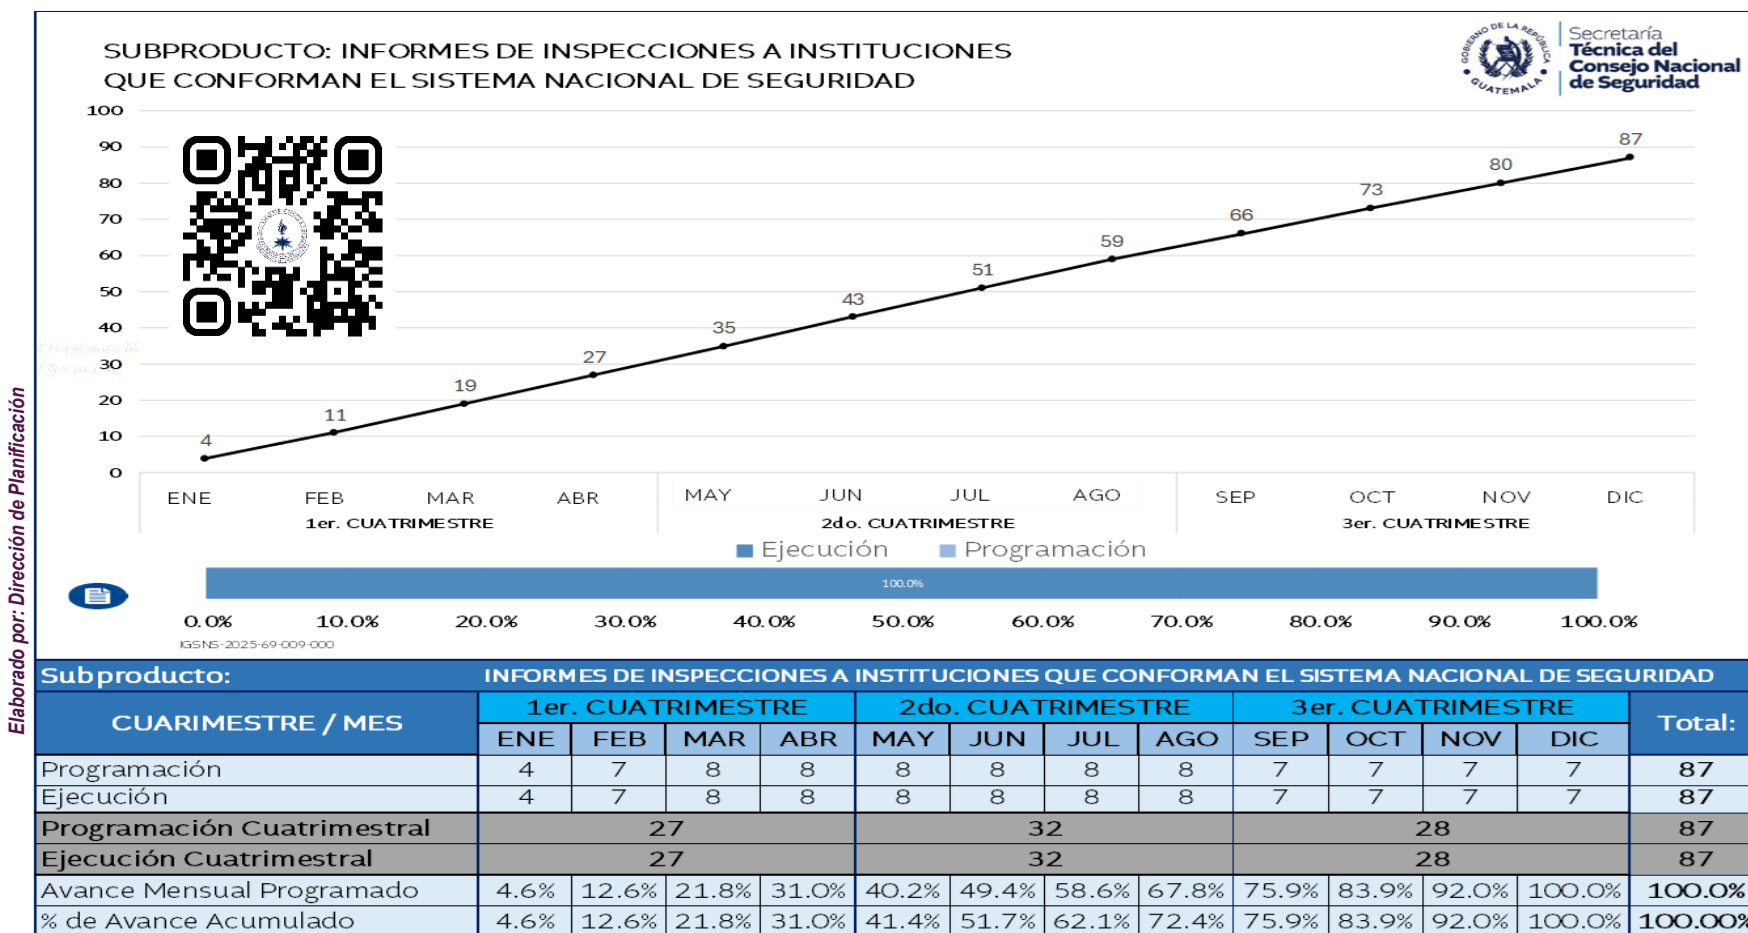 SUBPRODUCTO: INFORMES DE INSPECCIONES A INSTITUCIONES
QUE CONFORMAN EL SISTEMA NACIONAL DE SEGURIDAD
GOBIERNO DE LA REPÚBLICA
GUATEMALA
Secretaría
Técnica del
Consejo Nacional
de Seguridad
100
90
80
70
60
50
40
30
20
10
0
4
11
19
27
35
43
51
59
66
73
80
87
ENE FEB MAR ABR MAY JUN JUL AGO SEP OCT NOV DIC
1er. CUATRIMESTRE 2do. CUATRIMESTRE 3er. CUATRIMESTRE
Ejecución Programación
100.0%
0.0% 10.0% 20.0% 30.0% 40.0% 50.0% 60.0% 70.0% 80.0% 90.0% 100.0%
IGSNS-2025-69-009-000
Elaborado por: Dirección de Planificación
Subproducto: INFORMES DE INSPECCIONES A INSTITUCIONES QUE CONFORMAN EL SISTEMA NACIONAL DE SEGURIDAD
CUARIMESTRE / MES 1er. CUATRIMESTRE 2do. CUATRIMESTRE 3er. CUATRIMESTRE Total:
ENE FEB MAR ABR MAY JUN JUL AGO SEP OCT NOV DIC
Programación 4 7 8 8 8 8 8 8 7 7 7 7 87
Ejecución 4 7 8 8 8 8 8 8 7 7 7 7 87
Programación Cuatrimestral 27 32 28 87
Ejecución Cuatrimestral 27 32 28 87
Avance Mensual Programado 4.6% 12.6% 21.8% 31.0% 40.2% 49.4% 58.6% 67.8% 75.9% 83.9% 92.0% 100.0% 100.0%
% de Avance Acumulado 4.6% 12.6% 21.8% 31.0% 41.4% 51.7% 62.1% 72.4% 75.9% 83.9% 92.0% 100.0% 100.00%